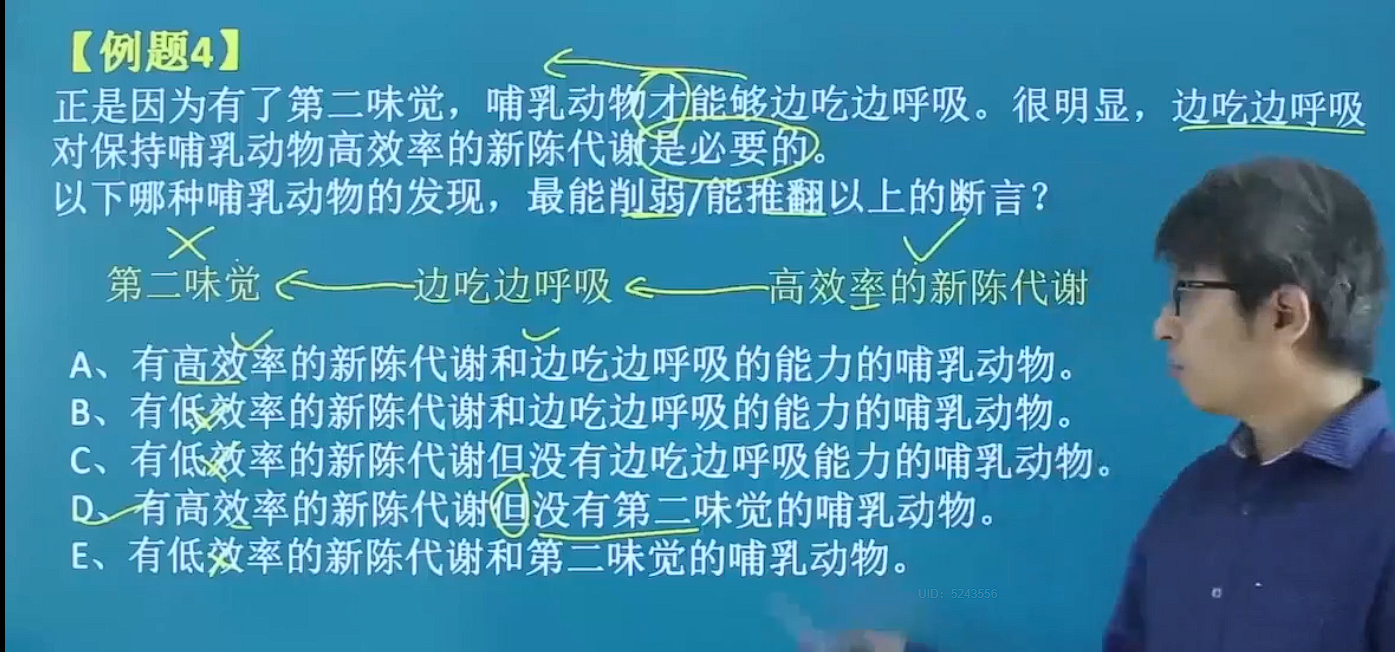 【例题4】
正是因为有了第二味觉，哺乳动物才能够边吃边呼吸。很明显，边吃边呼吸
对保持哺乳动物高效率的新陈代谢是必要的。
以下哪种哺乳动物的发现，最能削弱/能推翻以上的断言？
第二味觉 ← 边吃边呼吸 ← 高效率的新陈代谢
A、有高效率的新陈代谢和边吃边呼吸的能力的哺乳动物。
B、有低效率的新陈代谢和边吃边呼吸的能力的哺乳动物。
C、有低效率的新陈代谢但没有边吃边呼吸能力的哺乳动物。
D、有高效率的新陈代谢但没有第二味觉的哺乳动物。
E、有低效率的新陈代谢和第二味觉的哺乳动物。
UID: 5243556